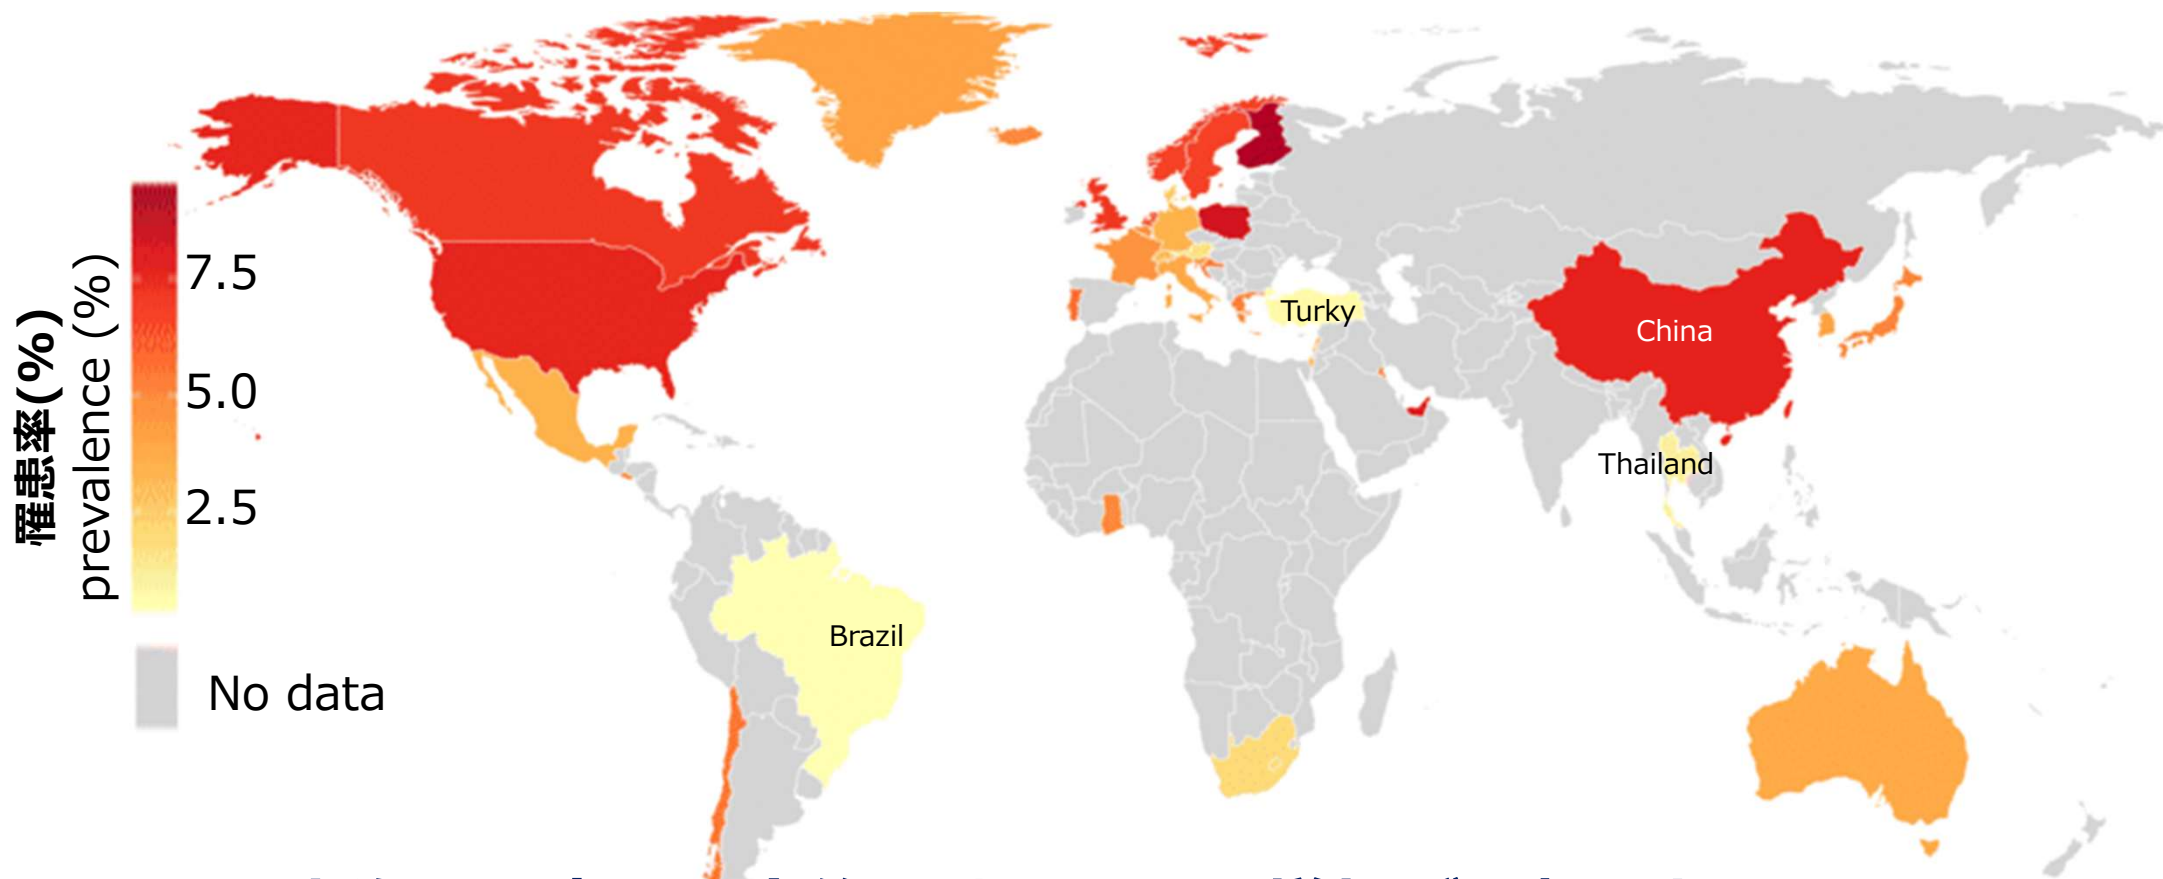 罹患率(%)
prevalence (%)
7.5
5.0
2.5
No data
Turky
China
Thailand
Brazil